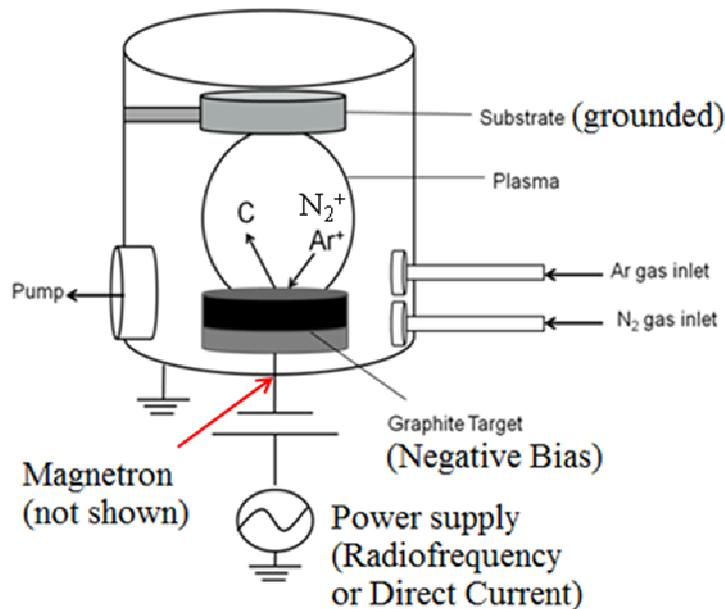 Substrate (grounded)
Plasma
C
N₂⁺
Ar⁺
Pump
Ar gas inlet
N₂ gas inlet
Graphite Target
(Negative Bias)
Magnetron
(not shown)
Power supply
(Radiofrequency
or Direct Current)